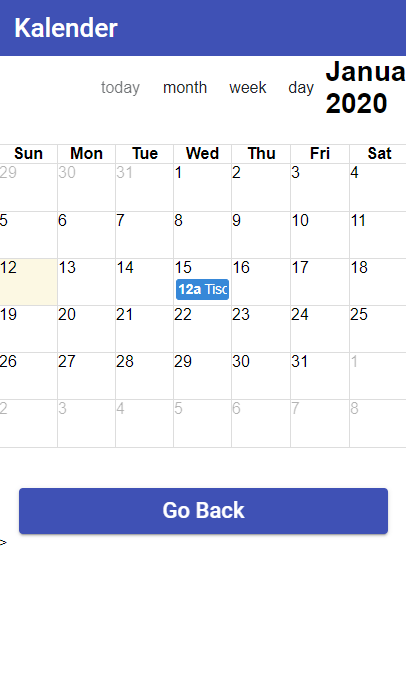 Kalender
today month week day Janua
2020
Sun Mon Tue Wed Thu Fri Sat
29 30 31 1 2 3 4
5 6 7 8 9 10 11
12 13 14 15 16 17 18
12a Tisc
19 20 21 22 23 24 25
26 27 28 29 30 31 1
2 3 4 5 6 7 8
Go Back
>